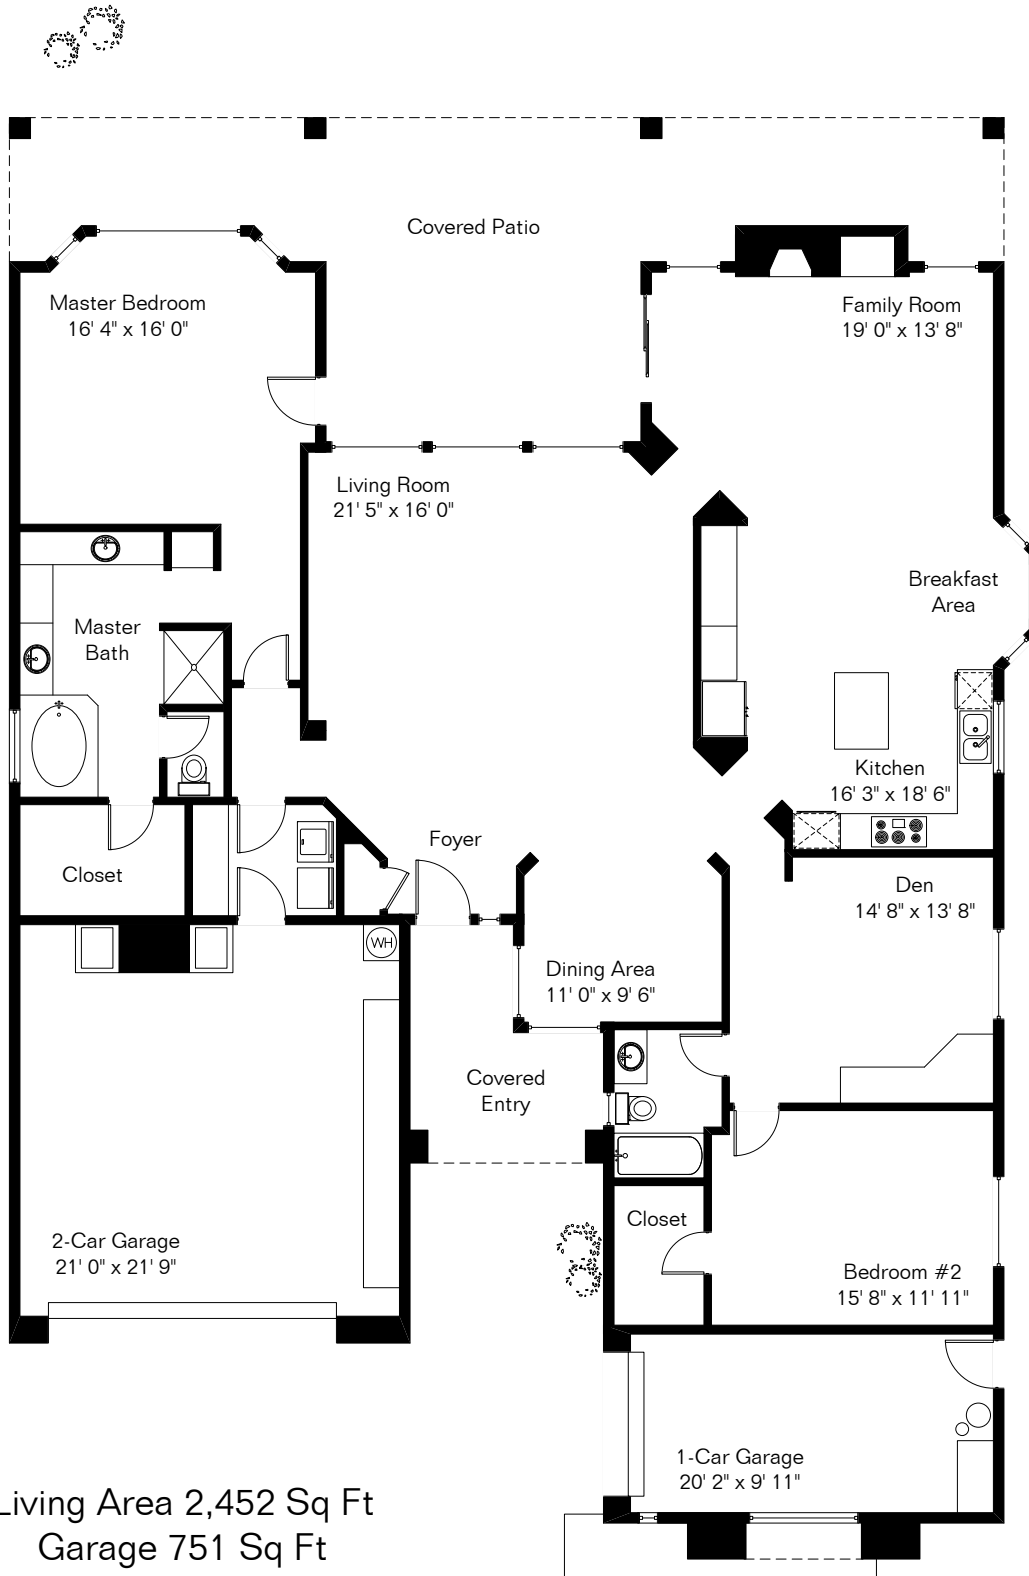 Covered Patio
Master Bedroom
16' 4" x 16' 0"
Family Room
19' 0" x 13' 8"
Living Room
21' 5" x 16' 0"
Breakfast
Area
Master
Bath
Kitchen
16' 3" x 18' 6"
Foyer
Closet
Den
14' 8" x 13' 8"
WH
Dining Area
11' 0" x 9' 6"
Covered
Entry
Closet
2-Car Garage
21' 0" x 21' 9"
Bedroom #2
15' 8" x 11' 11"
1-Car Garage
20' 2" x 9' 11"
Living Area 2,452 Sq Ft
Garage 751 Sq Ft